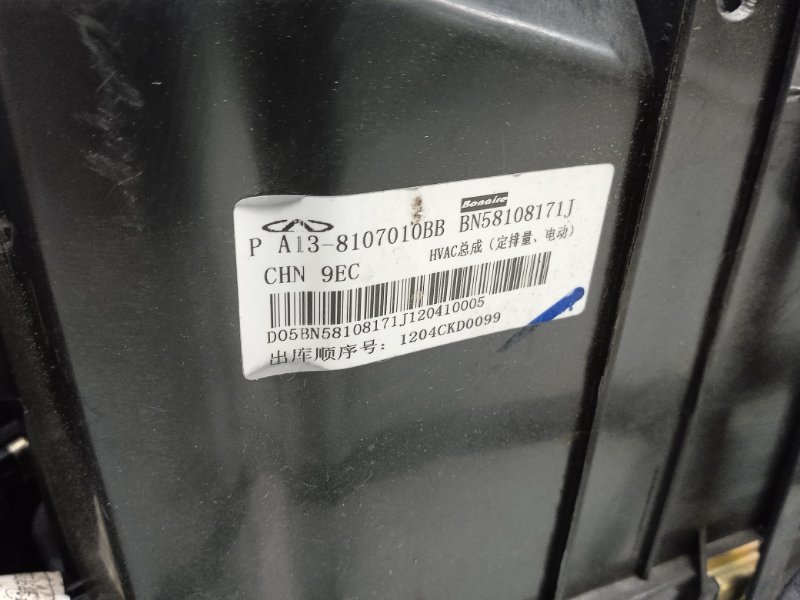 Bonaire
P A13-8107010BB BN58108171J
HVAC总成(定排量、电动)
CHN 9EC
D05BN58108171J120410005
出库顺序号: 1204CKD0099